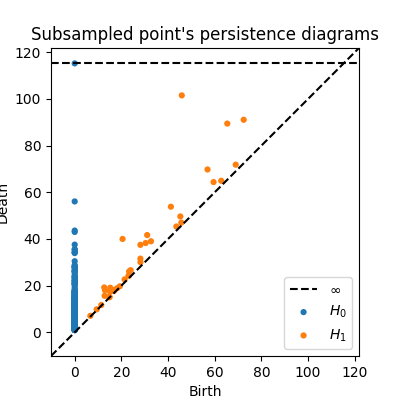 Subsampled point's persistence diagrams
120
100
80
60
40
20
0
Death
∞
H₀
H₁
0 20 40 60 80 100 120
Birth